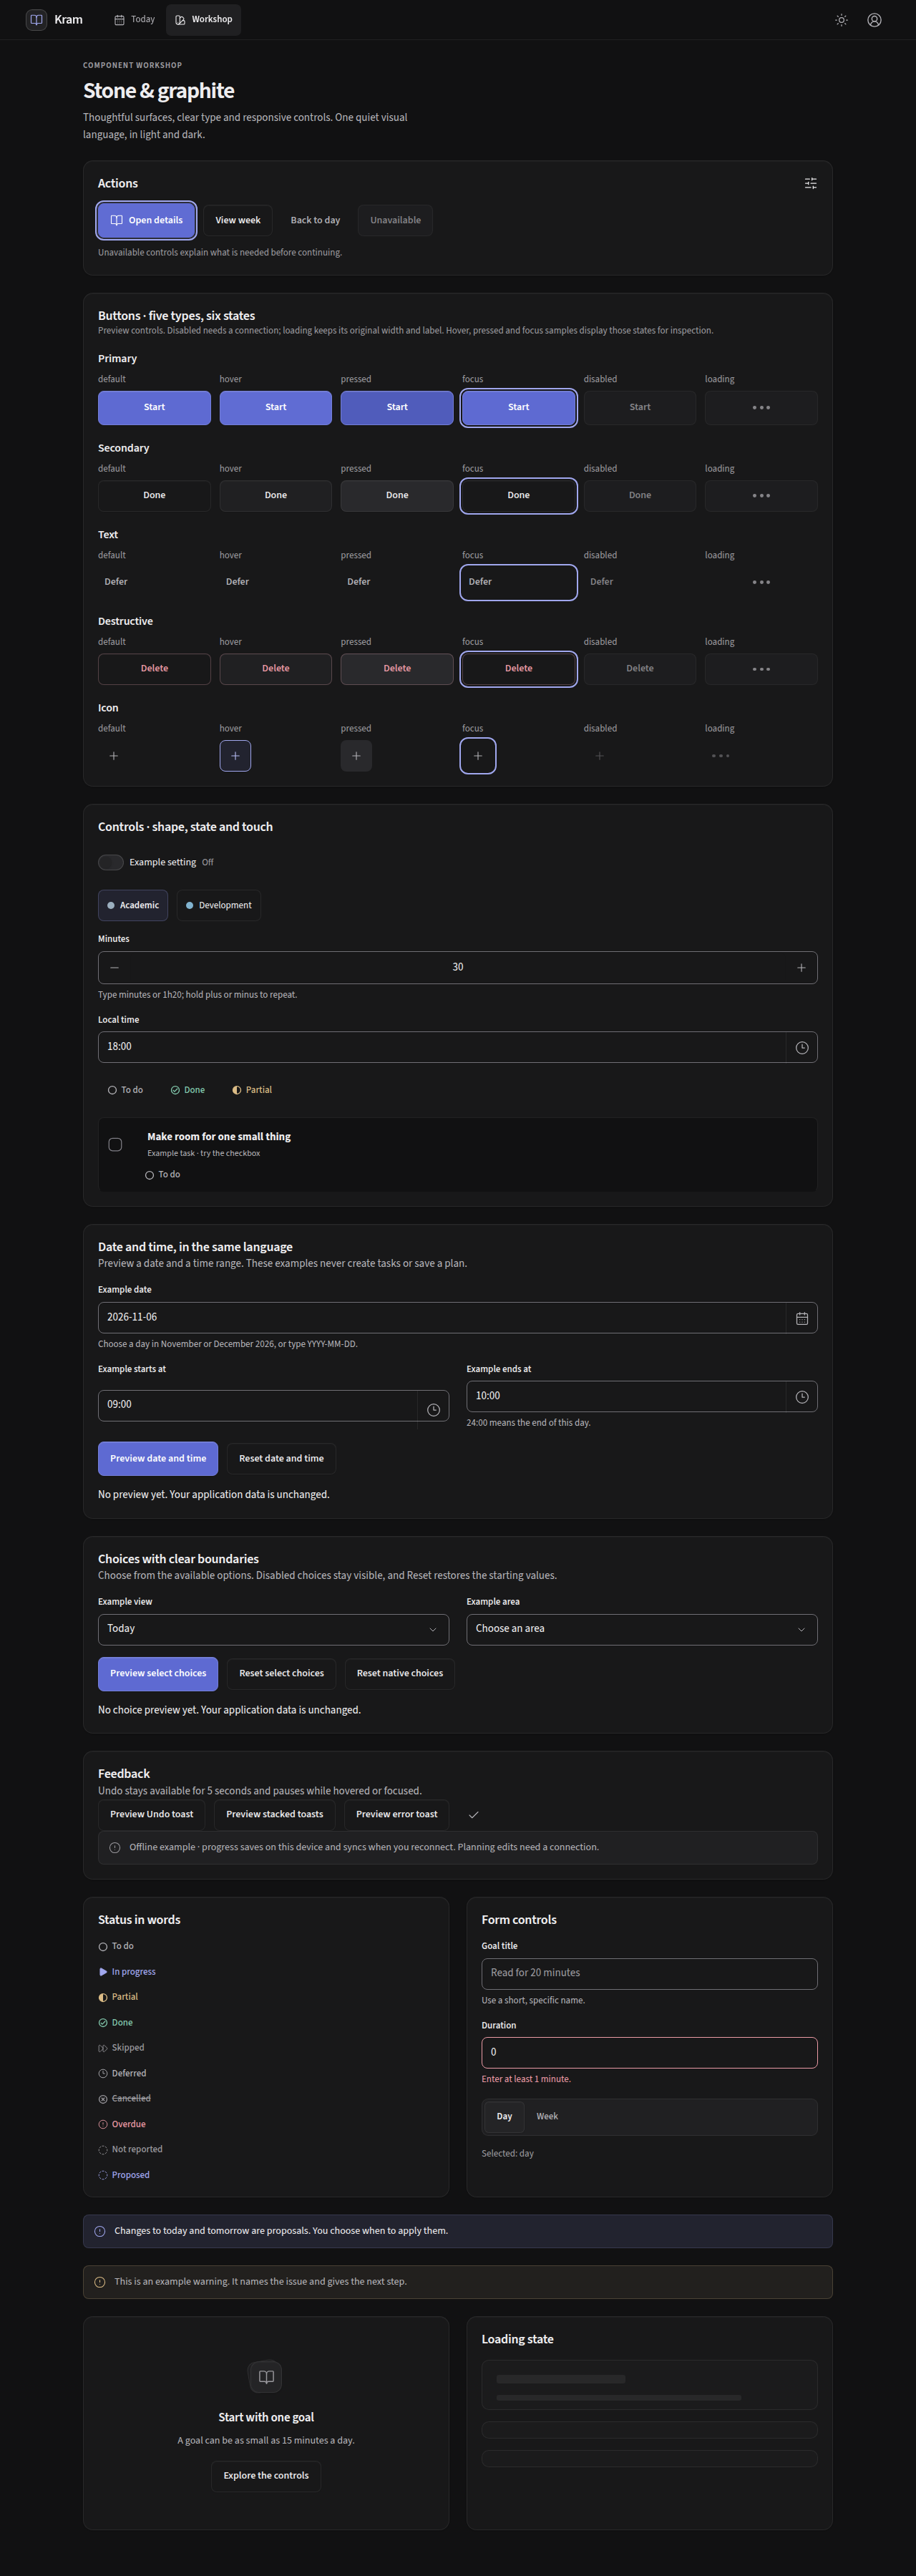 Kram
Today
Workshop
COMPONENT WORKSHOP
Stone & graphite
Thoughtful surfaces, clear type and responsive controls. One quiet visual
language, in light and dark.
Actions
Open details
View week
Back to day
Unavailable
Unavailable controls explain what is needed before continuing.
Buttons · five types, six states
Preview controls. Disabled needs a connection; loading keeps its original width and label. Hover, pressed and focus samples display those states for inspection.
Primary
default hover pressed focus disabled loading
Start Start Start Start Start
Secondary
default hover pressed focus disabled loading
Done Done Done Done Done
Text
default hover pressed focus disabled loading
Defer Defer Defer Defer Defer
Destructive
default hover pressed focus disabled loading
Delete Delete Delete Delete Delete
Icon
default hover pressed focus disabled loading
Controls · shape, state and touch
Example setting Off
Academic
Development
Minutes
30
Type minutes or 1h20; hold plus or minus to repeat.
Local time
18:00
To do
Done
Partial
Make room for one small thing
Example task · try the checkbox
To do
Date and time, in the same language
Preview a date and a time range. These examples never create tasks or save a plan.
Example date
2026-11-06
Choose a day in November or December 2026, or type YYYY-MM-DD.
Example starts at
09:00
Example ends at
10:00
24:00 means the end of this day.
Preview date and time
Reset date and time
No preview yet. Your application data is unchanged.
Choices with clear boundaries
Choose from the available options. Disabled choices stay visible, and Reset restores the starting values.
Example view
Today
Example area
Choose an area
Preview select choices
Reset select choices
Reset native choices
No choice preview yet. Your application data is unchanged.
Feedback
Undo stays available for 5 seconds and pauses while hovered or focused.
Preview Undo toast
Preview stacked toasts
Preview error toast
Offline example · progress saves on this device and syncs when you reconnect. Planning edits need a connection.
Status in words
To do
In progress
Partial
Done
Skipped
Deferred
Cancelled
Overdue
Not reported
Proposed
Form controls
Goal title
Read for 20 minutes
Use a short, specific name.
Duration
0
Enter at least 1 minute.
Day
Week
Selected: day
Changes to today and tomorrow are proposals. You choose when to apply them.
This is an example warning. It names the issue and gives the next step.
Start with one goal
A goal can be as small as 15 minutes a day.
Explore the controls
Loading state